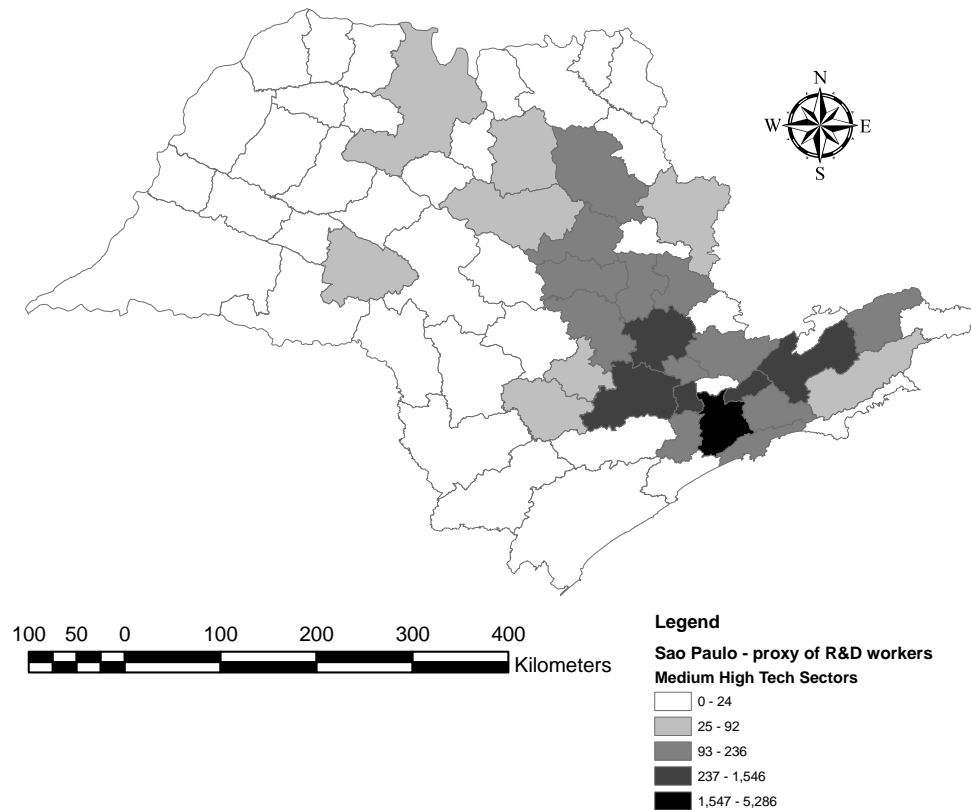 N
W E
S
100 50 0 100 200 300 400
Kilometers
Legend
Sao Paulo - proxy of R&D workers
Medium High Tech Sectors
0 - 24
25 - 92
93 - 236
237 - 1,546
1,547 - 5,286